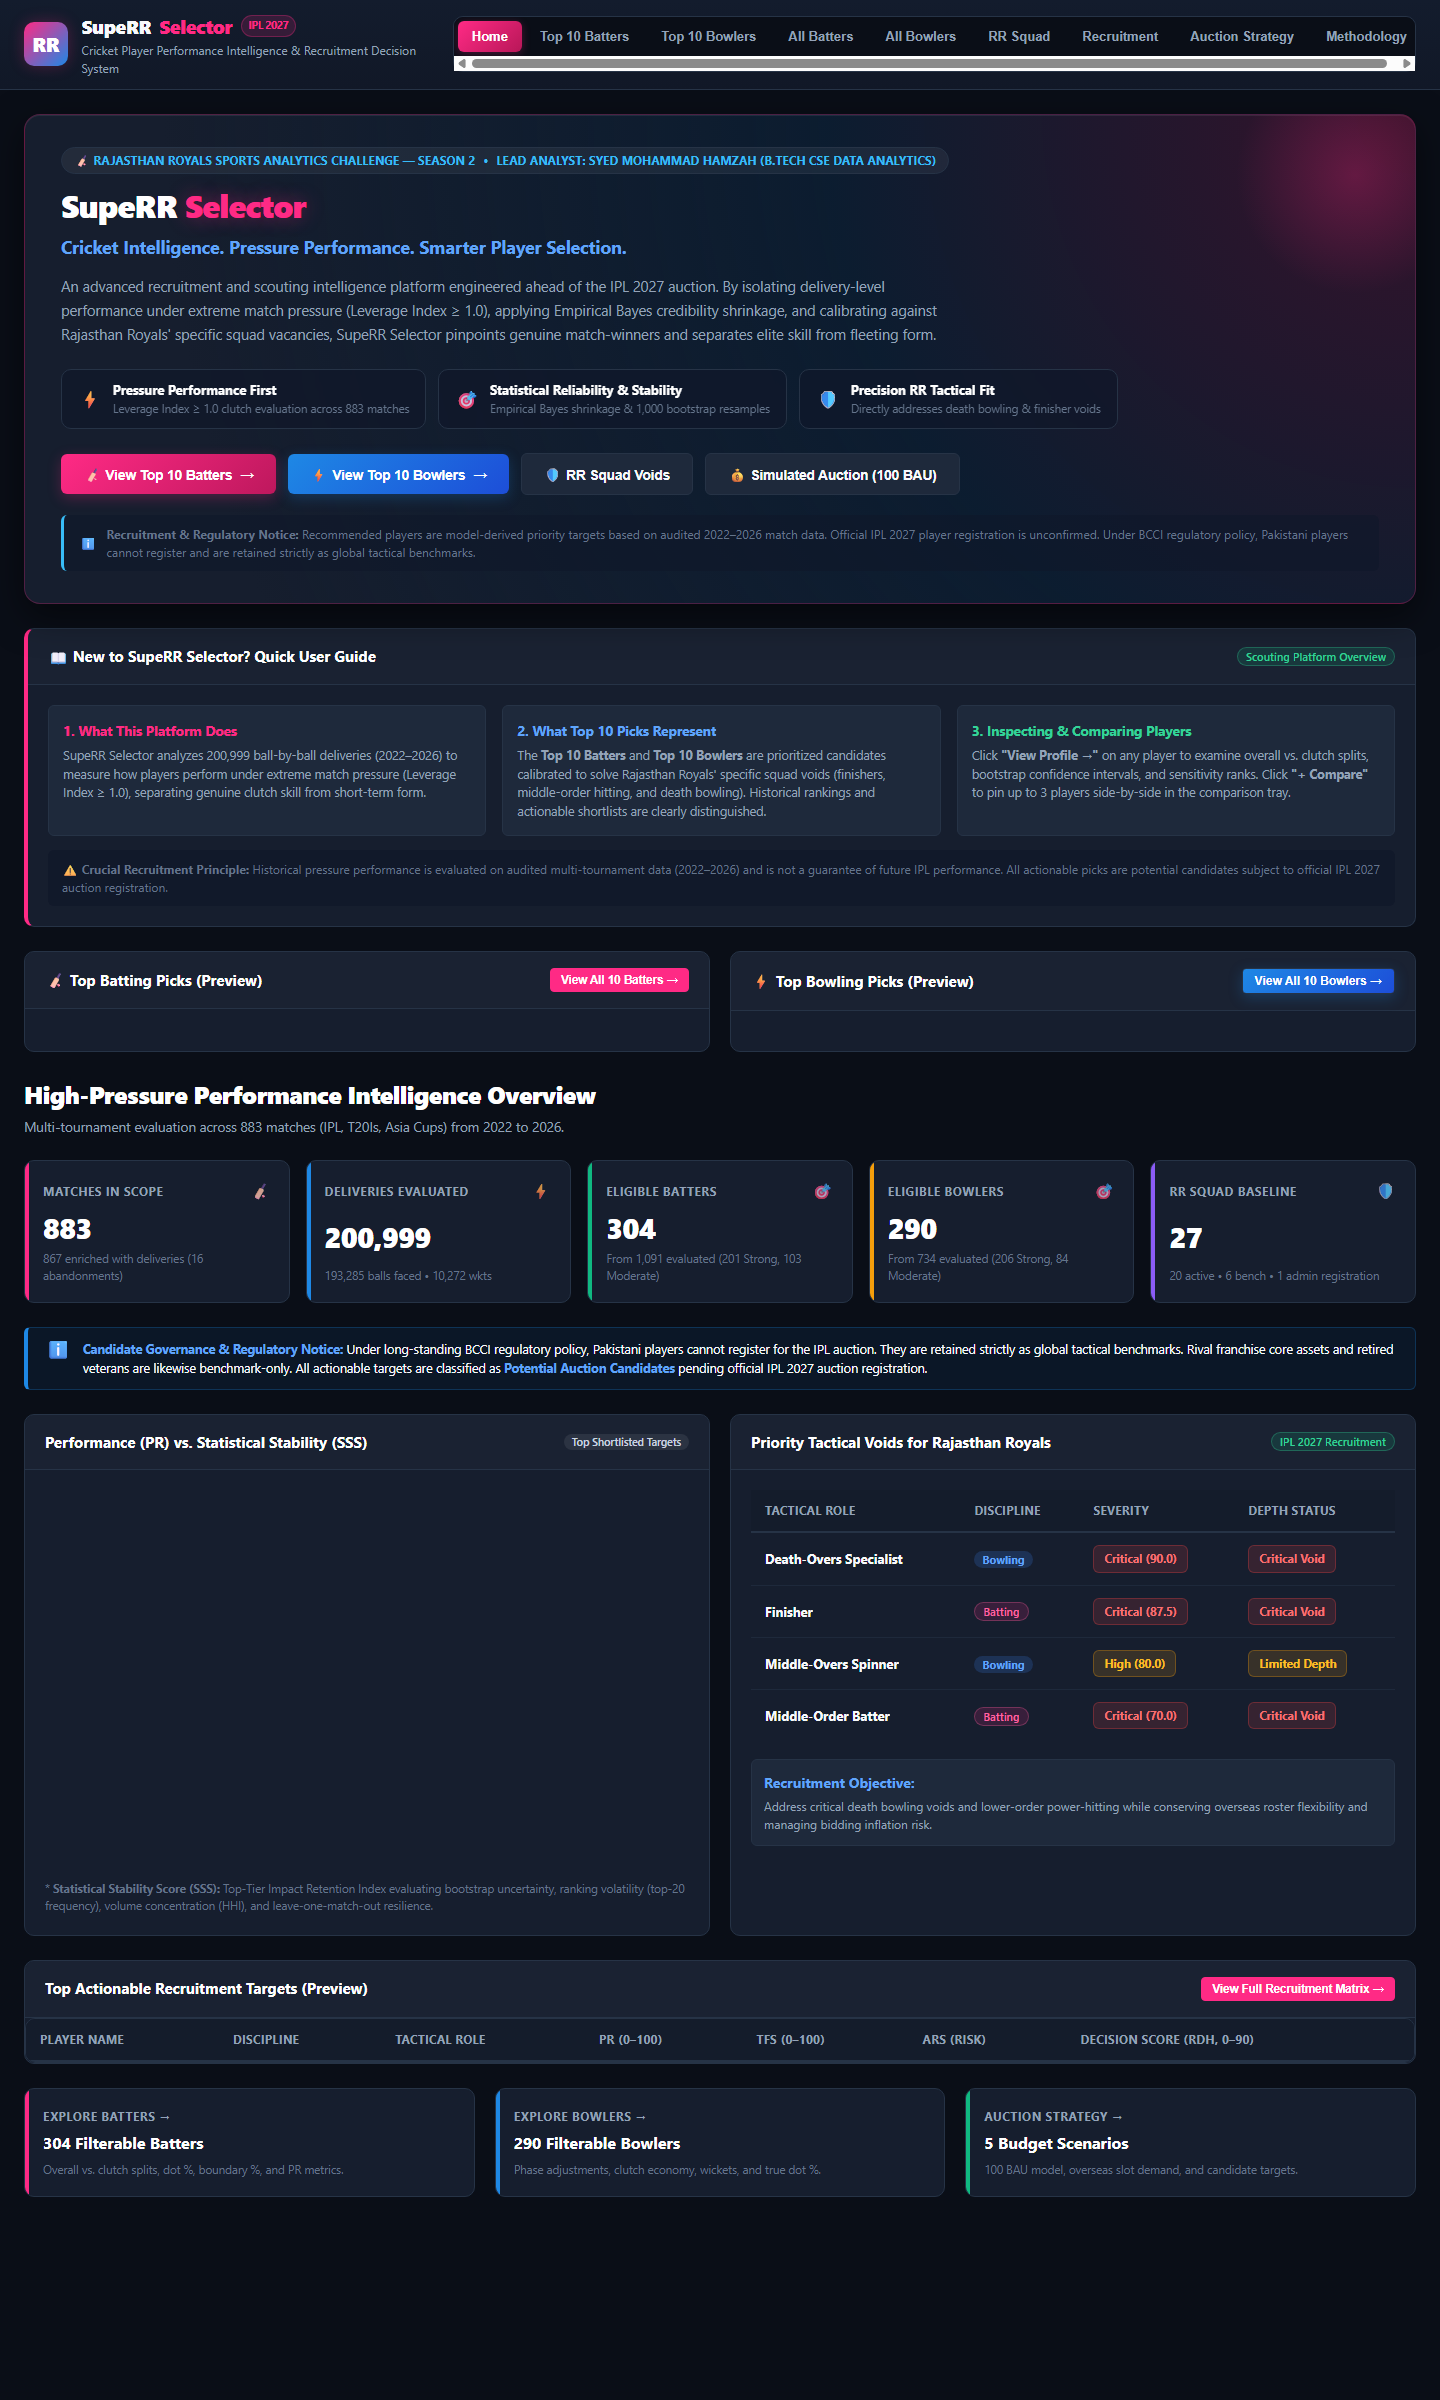 RR
SupeRR Selector IPL 2027
Cricket Player Performance Intelligence & Recruitment Decision
System
Home Top 10 Batters Top 10 Bowlers All Batters All Bowlers RR Squad Recruitment Auction Strategy Methodology
RAJASTHAN ROYALS SPORTS ANALYTICS CHALLENGE — SEASON 2 • LEAD ANALYST: SYED MOHAMMAD HAMZAH (B.TECH CSE DATA ANALYTICS)
SupeRR Selector
Cricket Intelligence. Pressure Performance. Smarter Player Selection.
An advanced recruitment and scouting intelligence platform engineered ahead of the IPL 2027 auction. By isolating delivery-level
performance under extreme match pressure (Leverage Index ≥ 1.0), applying Empirical Bayes credibility shrinkage, and calibrating against
Rajasthan Royals' specific squad vacancies, SupeRR Selector pinpoints genuine match-winners and separates elite skill from fleeting form.
Pressure Performance First
Leverage Index ≥ 1.0 clutch evaluation across 883 matches
Statistical Reliability & Stability
Empirical Bayes shrinkage & 1,000 bootstrap resamples
Precision RR Tactical Fit
Directly addresses death bowling & finisher voids
View Top 10 Batters →
View Top 10 Bowlers →
RR Squad Voids
Simulated Auction (100 BAU)
Recruitment & Regulatory Notice: Recommended players are model-derived priority targets based on audited 2022–2026 match data. Official IPL 2027 player registration is unconfirmed. Under BCCI regulatory policy, Pakistani players
cannot register and are retained strictly as global tactical benchmarks.
New to SupeRR Selector? Quick User Guide
Scouting Platform Overview
1. What This Platform Does
SupeRR Selector analyzes 200,999 ball-by-ball deliveries (2022–2026) to
measure how players perform under extreme match pressure (Leverage
Index ≥ 1.0), separating genuine clutch skill from short-term form.
2. What Top 10 Picks Represent
The Top 10 Batters and Top 10 Bowlers are prioritized candidates
calibrated to solve Rajasthan Royals' specific squad voids (finishers,
middle-order hitting, and death bowling). Historical rankings and
actionable shortlists are clearly distinguished.
3. Inspecting & Comparing Players
Click "View Profile →" on any player to examine overall vs. clutch splits,
bootstrap confidence intervals, and sensitivity ranks. Click "+ Compare"
to pin up to 3 players side-by-side in the comparison tray.
Crucial Recruitment Principle: Historical pressure performance is evaluated on audited multi-tournament data (2022–2026) and is not a guarantee of future IPL performance. All actionable picks are potential candidates subject to official IPL 2027
auction registration.
Top Batting Picks (Preview)
View All 10 Batters →
Top Bowling Picks (Preview)
View All 10 Bowlers →
High-Pressure Performance Intelligence Overview
Multi-tournament evaluation across 883 matches (IPL, T20Is, Asia Cups) from 2022 to 2026.
MATCHES IN SCOPE
883
867 enriched with deliveries (16
abandonments)
DELIVERIES EVALUATED
200,999
193,285 balls faced • 10,272 wkts
ELIGIBLE BATTERS
304
From 1,091 evaluated (201 Strong, 103
Moderate)
ELIGIBLE BOWLERS
290
From 734 evaluated (206 Strong, 84
Moderate)
RR SQUAD BASELINE
27
20 active • 6 bench • 1 admin registration
Candidate Governance & Regulatory Notice: Under long-standing BCCI regulatory policy, Pakistani players cannot register for the IPL auction. They are retained strictly as global tactical benchmarks. Rival franchise core assets and retired
veterans are likewise benchmark-only. All actionable targets are classified as Potential Auction Candidates pending official IPL 2027 auction registration.
Performance (PR) vs. Statistical Stability (SSS)
Top Shortlisted Targets
* Statistical Stability Score (SSS): Top-Tier Impact Retention Index evaluating bootstrap uncertainty, ranking volatility (top-20
frequency), volume concentration (HHI), and leave-one-match-out resilience.
Priority Tactical Voids for Rajasthan Royals
IPL 2027 Recruitment
TACTICAL ROLE DISCIPLINE SEVERITY DEPTH STATUS
Death-Overs Specialist Bowling Critical (90.0) Critical Void
Finisher Batting Critical (87.5) Critical Void
Middle-Overs Spinner Bowling High (80.0) Limited Depth
Middle-Order Batter Batting Critical (70.0) Critical Void
Recruitment Objective:
Address critical death bowling voids and lower-order power-hitting while conserving overseas roster flexibility and
managing bidding inflation risk.
Top Actionable Recruitment Targets (Preview)
View Full Recruitment Matrix →
PLAYER NAME DISCIPLINE TACTICAL ROLE PR (0–100) TFS (0–100) ARS (RISK) DECISION SCORE (RDH, 0–90)
EXPLORE BATTERS →
304 Filterable Batters
Overall vs. clutch splits, dot %, boundary %, and PR metrics.
EXPLORE BOWLERS →
290 Filterable Bowlers
Phase adjustments, clutch economy, wickets, and true dot %.
AUCTION STRATEGY →
5 Budget Scenarios
100 BAU model, overseas slot demand, and candidate targets.